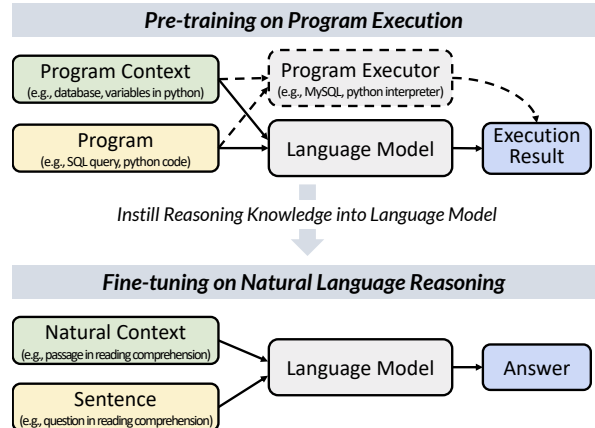 Pre-training on Program Execution
Program Context
(e.g., database, variables in python)
Program Executor
(e.g., MySQL, python interpreter)
Program
(e.g., SQL query, python code)
Language Model
Execution
Result
Instill Reasoning Knowledge into Language Model
Fine-tuning on Natural Language Reasoning
Natural Context
(e.g., passage in reading comprehension)
Language Model
Answer
Sentence
(e.g., question in reading comprehension)